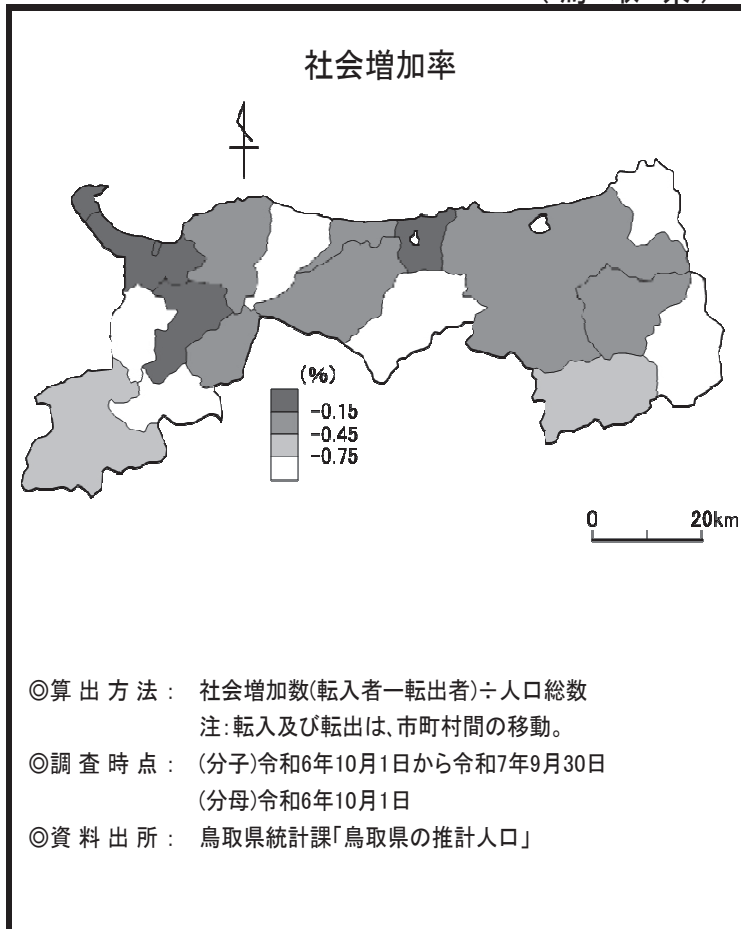 社会増加率
(%)
-0.15
-0.45
-0.75
0 20km
◎算出方法： 社会増加数(転入者ー転出者)÷人口総数
注：転入及び転出は、市町村間の移動。
◎調査時点： (分子)令和6年10月1日から令和7年9月30日
(分母)令和6年10月1日
◎資料出所： 鳥取県統計課「鳥取県の推計人口」